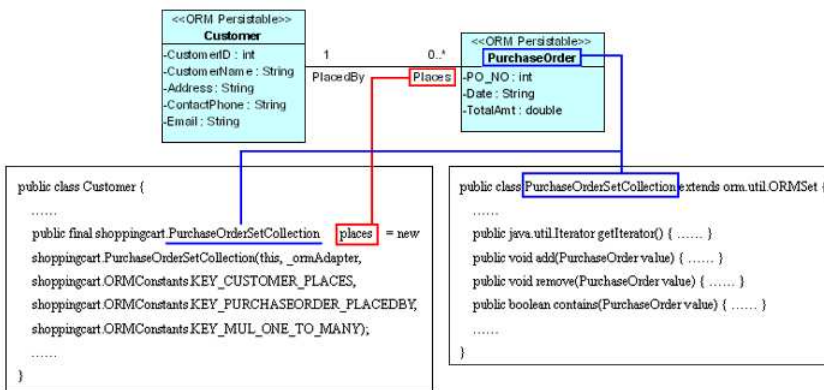 <<ORM Persistable>>
Customer
-CustomerID : int
-CustomerName : String
-Address : String
-ContactPhone : String
-Email : String
1
0..*
PlacedBy
Places
<<ORM Persistable>>
PurchaseOrder
-PO_NO : int
-Date : String
-TotalAmt : double
public class Customer {
......
public final shoppingcart.PurchaseOrderSetCollection places = new
shoppingcart.PurchaseOrderSetCollection(this, _ormAdapter,
shoppingcart.ORMConstants.KEY_CUSTOMER_PLACES,
shoppingcart.ORMConstants.KEY_PURCHASEORDER_PLACEDBY,
shoppingcart.ORMConstants.KEY_MUL_ONE_TO_MANY);
......
}
public class PurchaseOrderSetCollection extends orm.util.ORMSet {
......
public java.util.Iterator getIterator() { ...... }
public void add(PurchaseOrder value) { ...... }
public void remove(PurchaseOrder value) { ...... }
public boolean contains(PurchaseOrder value) { ...... }
......
}